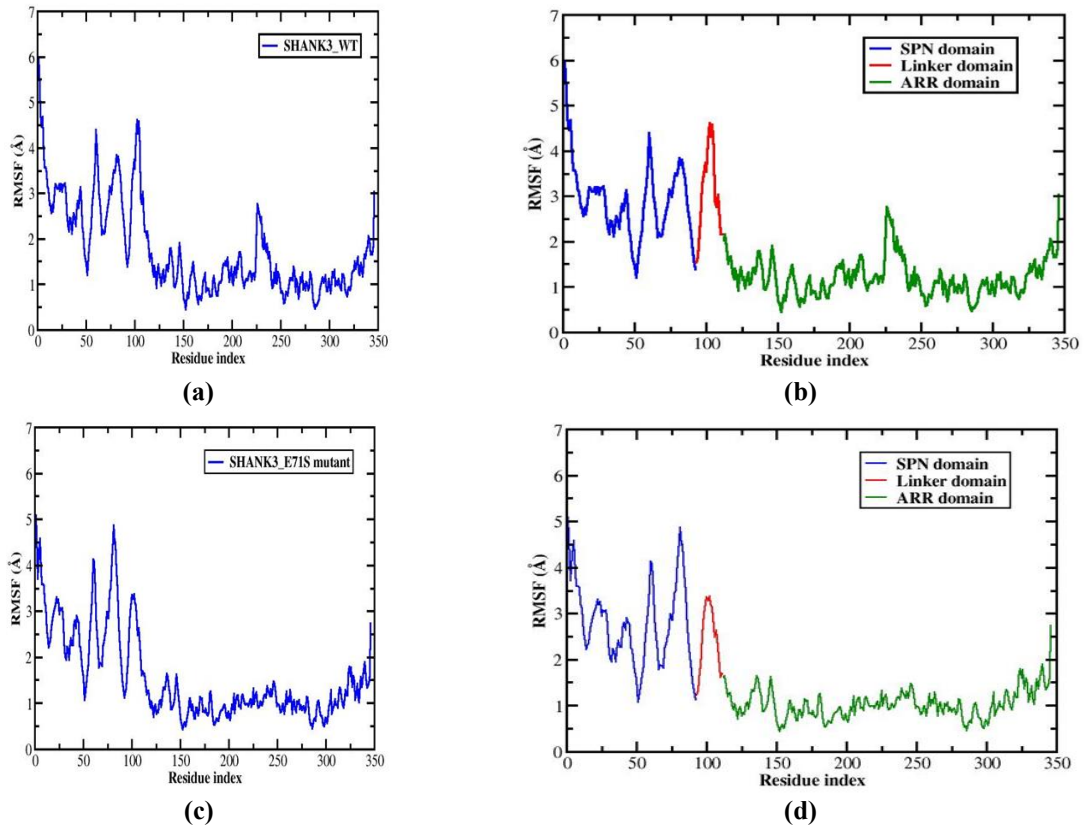 7
6
5
4
3
2
1
0
RMSF (Å)
SHANK3_WT
0 50 100 150 200 250 300 350
Residue index
(a)
7
6
5
4
3
2
1
0
RMSF (Å)
SPN domain
Linker domain
ARR domain
0 50 100 150 200 250 300 350
Residue index
(b)
7
6
5
4
3
2
1
0
RMSF (Å)
SHANK3_E71S mutant
0 50 100 150 200 250 300 350
Residue index
(c)
7
6
5
4
3
2
1
0
RMSF (Å)
SPN domain
Linker domain
ARR domain
0 50 100 150 200 250 300 350
Residue index
(d)